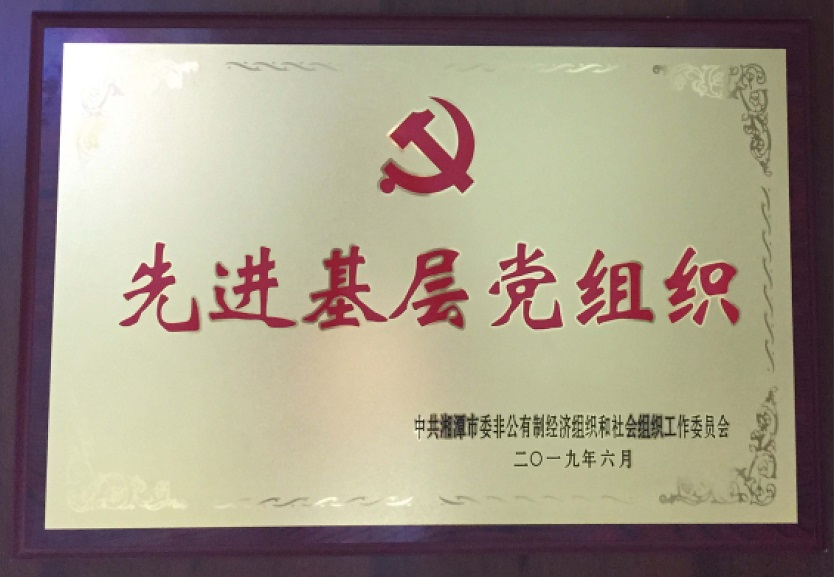 先进基层党组织
中共湘潭市委非公有制经济组织和社会组织工作委员会
二〇一九年六月